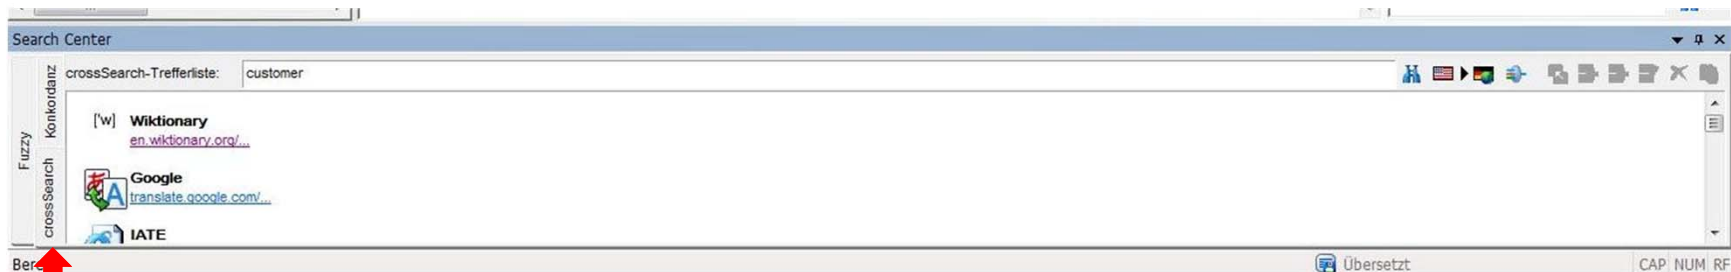 Search Center
Fuzzy
Konkordanz
crossSearch
crossSearch-Trefferliste: customer
['w] Wiktionary
en.wiktionary.org/...
Google
translate.google.com/...
IATE
Übersetzt CAP NUM RF